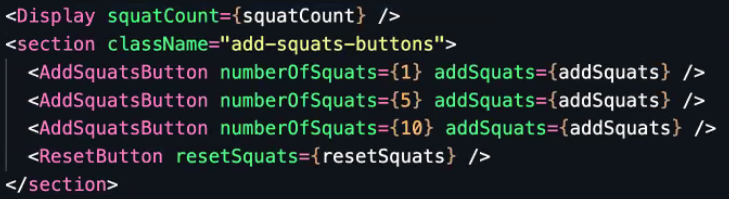 <Display squatCount={squatCount} />
<section className="add-squats-buttons">
  <AddSquatsButton numberOfSquats={1} addSquats={addSquats} />
  <AddSquatsButton numberOfSquats={5} addSquats={addSquats} />
  <AddSquatsButton numberOfSquats={10} addSquats={addSquats} />
  <ResetButton resetSquats={resetSquats} />
</section>